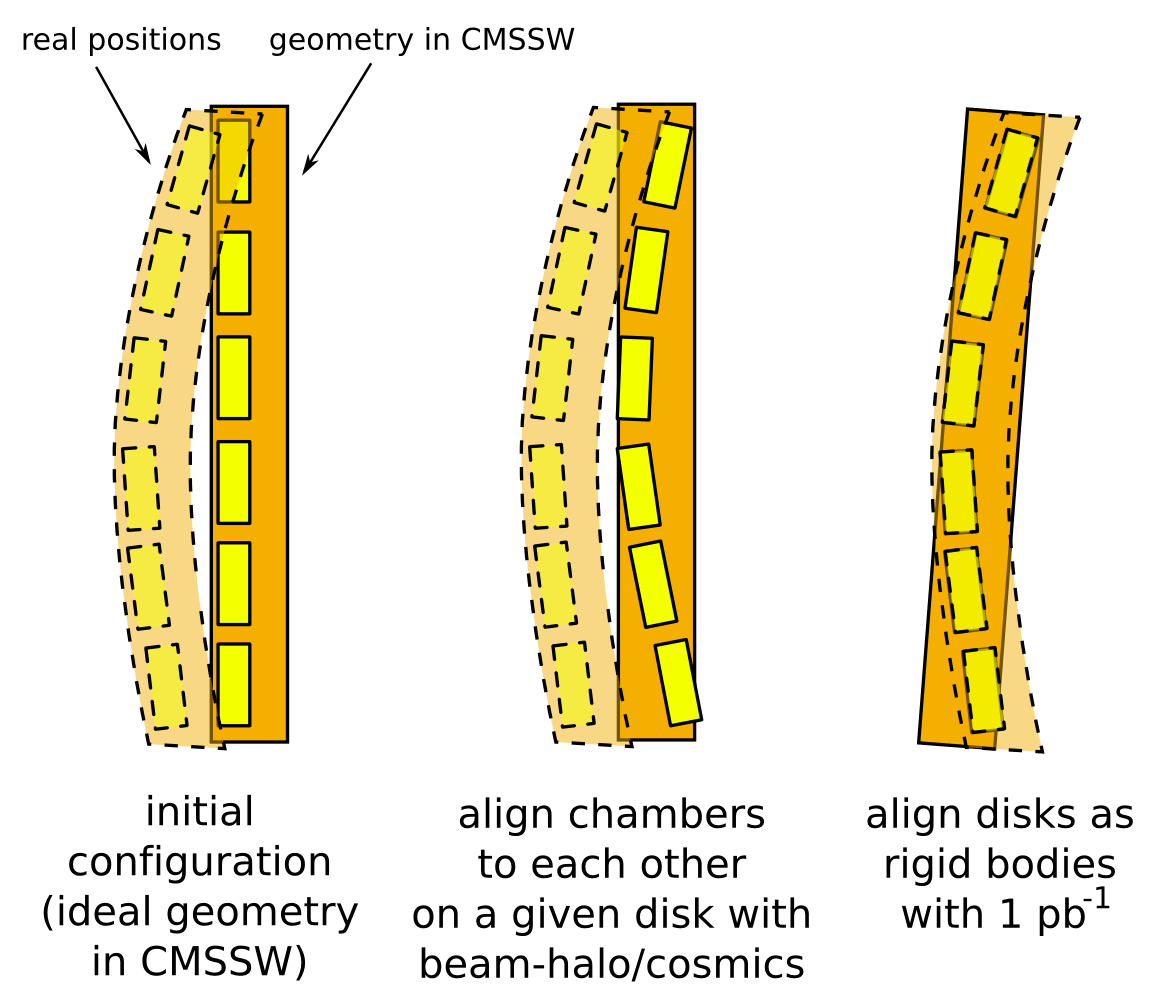 real positions
geometry in CMSSW
initial
configuration
(ideal geometry
in CMSSW)
align chambers
to each other
on a given disk with
beam-halo/cosmics
align disks as
rigid bodies
with 1 pb⁻¹